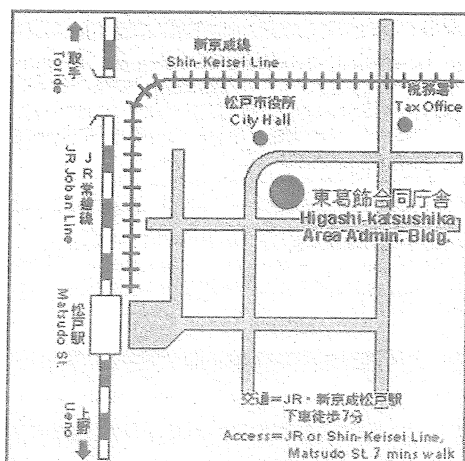 取手
Toride
新京成線
Shin-Keisei Line
税務署
Tax Office
松戸市役所
City Hall
JR常磐線
JR Joban Line
東葛飾合同庁舎
Higashi-katsushika
Area Admin. Bldg.
松戸駅
Matsudo St.
上野
Ueno
交通=JR・新京成松戸駅
下車徒歩7分
Access=JR or Shin-Keisei Line,
Matsudo St. 7 mins walk